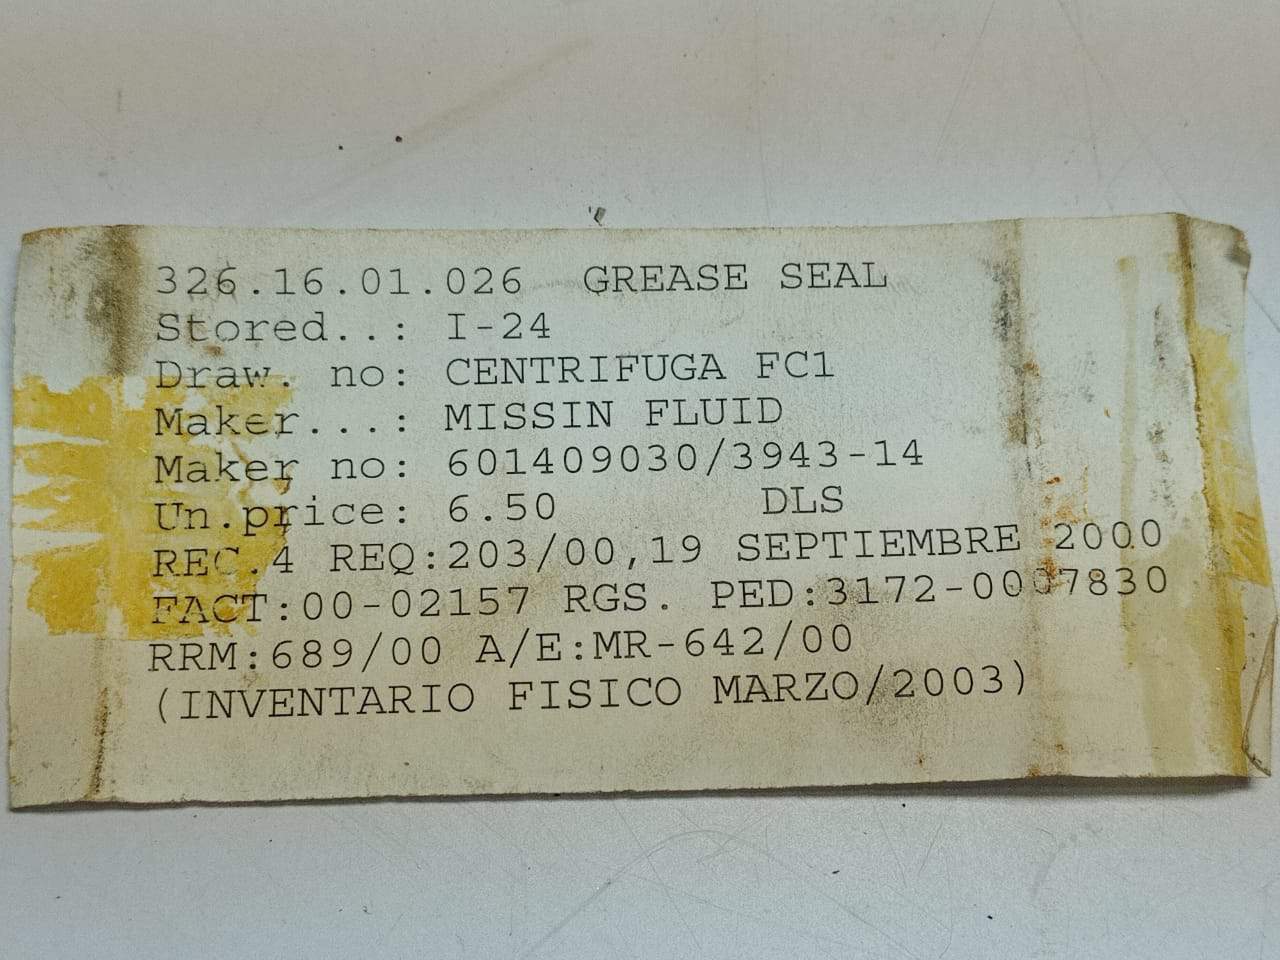 326.16.01.026 GREASE SEAL
Stored..: I-24
Draw. no: CENTRIFUGA FC1
Maker...: MISSIN FLUID
Maker no: 601409030/3943-14
Un.price: 6.50 DLS
REC.4 REQ:203/00,19 SEPTIEMBRE 2000
FACT:00-02157 RGS. PED:3172-0007830
RRM:689/00 A/E:MR-642/00
(INVENTARIO FISICO MARZO/2003)